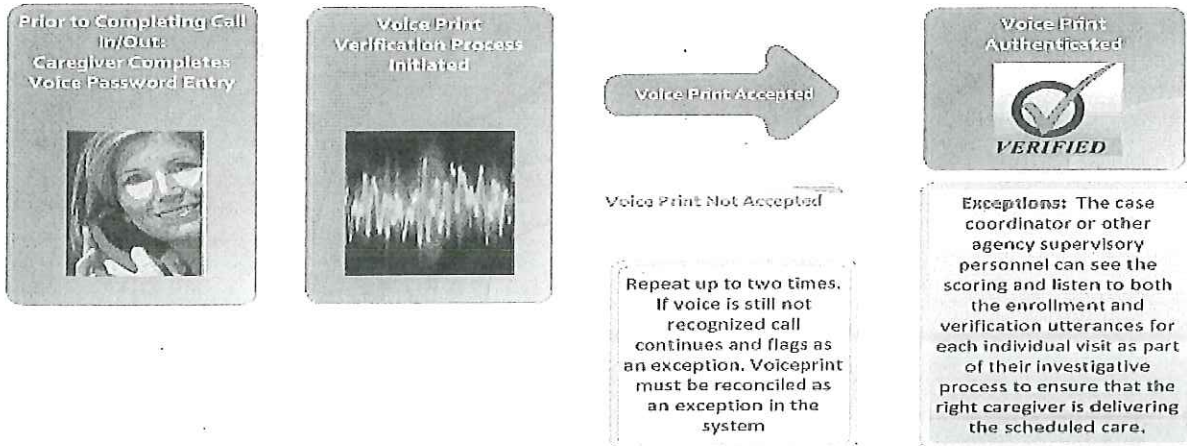 Prior to Completing Call
In/Out:
Caregiver Completes
Voice Password Entry
Voice Print
Verification Process
Initiated
Voice Print Accepted
Voice Print Not Accepted
Repeat up to two times.
If voice is still not
recognized call
continues and flags as
an exception. Voiceprint
must be reconciled as
an exception in the
system
Voice Print
Authenticated
VERIFIED
Exceptions: The case
coordinator or other
agency supervisory
personnel can see the
scoring and listen to both
the enrollment and
verification utterances for
each individual visit as part
of their investigative
process to ensure that the
right caregiver is delivering
the scheduled care.